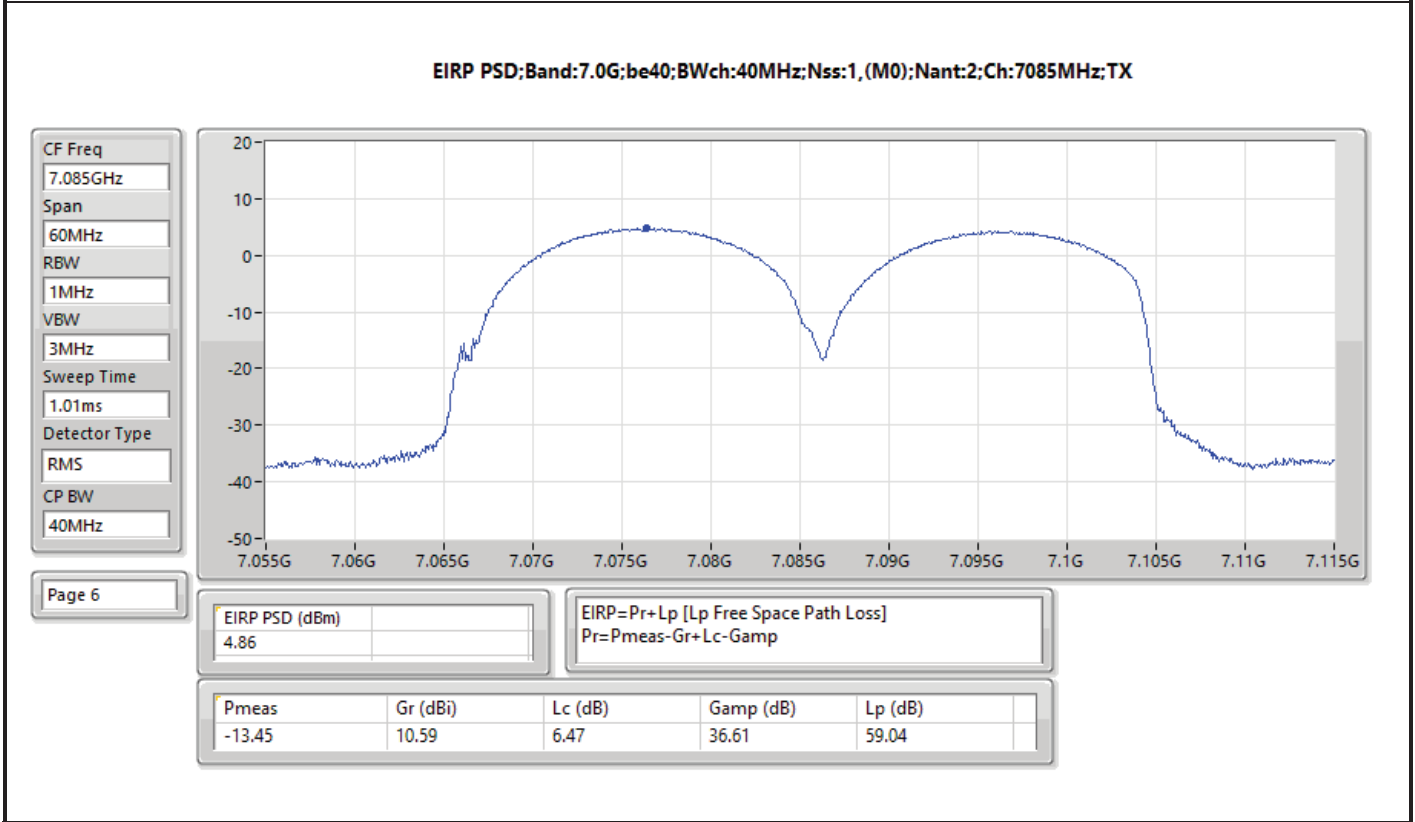 EIRP PSD;Band:7.0G;be40;BWch:40MHz;Nss:1,(M0);Nant:2;Ch:7085MHz;TX
CF Freq
7.085GHz
Span
60MHz
RBW
1MHz
VBW
3MHz
Sweep Time
1.01ms
Detector Type
RMS
CP BW
40MHz
Page 6
20
10
0
-10
-20
-30
-40
-50
7.055G 7.06G 7.065G 7.07G 7.075G 7.08G 7.085G 7.09G 7.095G 7.1G 7.105G 7.11G 7.115G
EIRP PSD (dBm)
4.86
EIRP=Pr+Lp [Lp Free Space Path Loss]
Pr=Pmeas-Gr+Lc-Gamp
Pmeas Gr (dBi) Lc (dB) Gamp (dB) Lp (dB)
-13.45 10.59 6.47 36.61 59.04